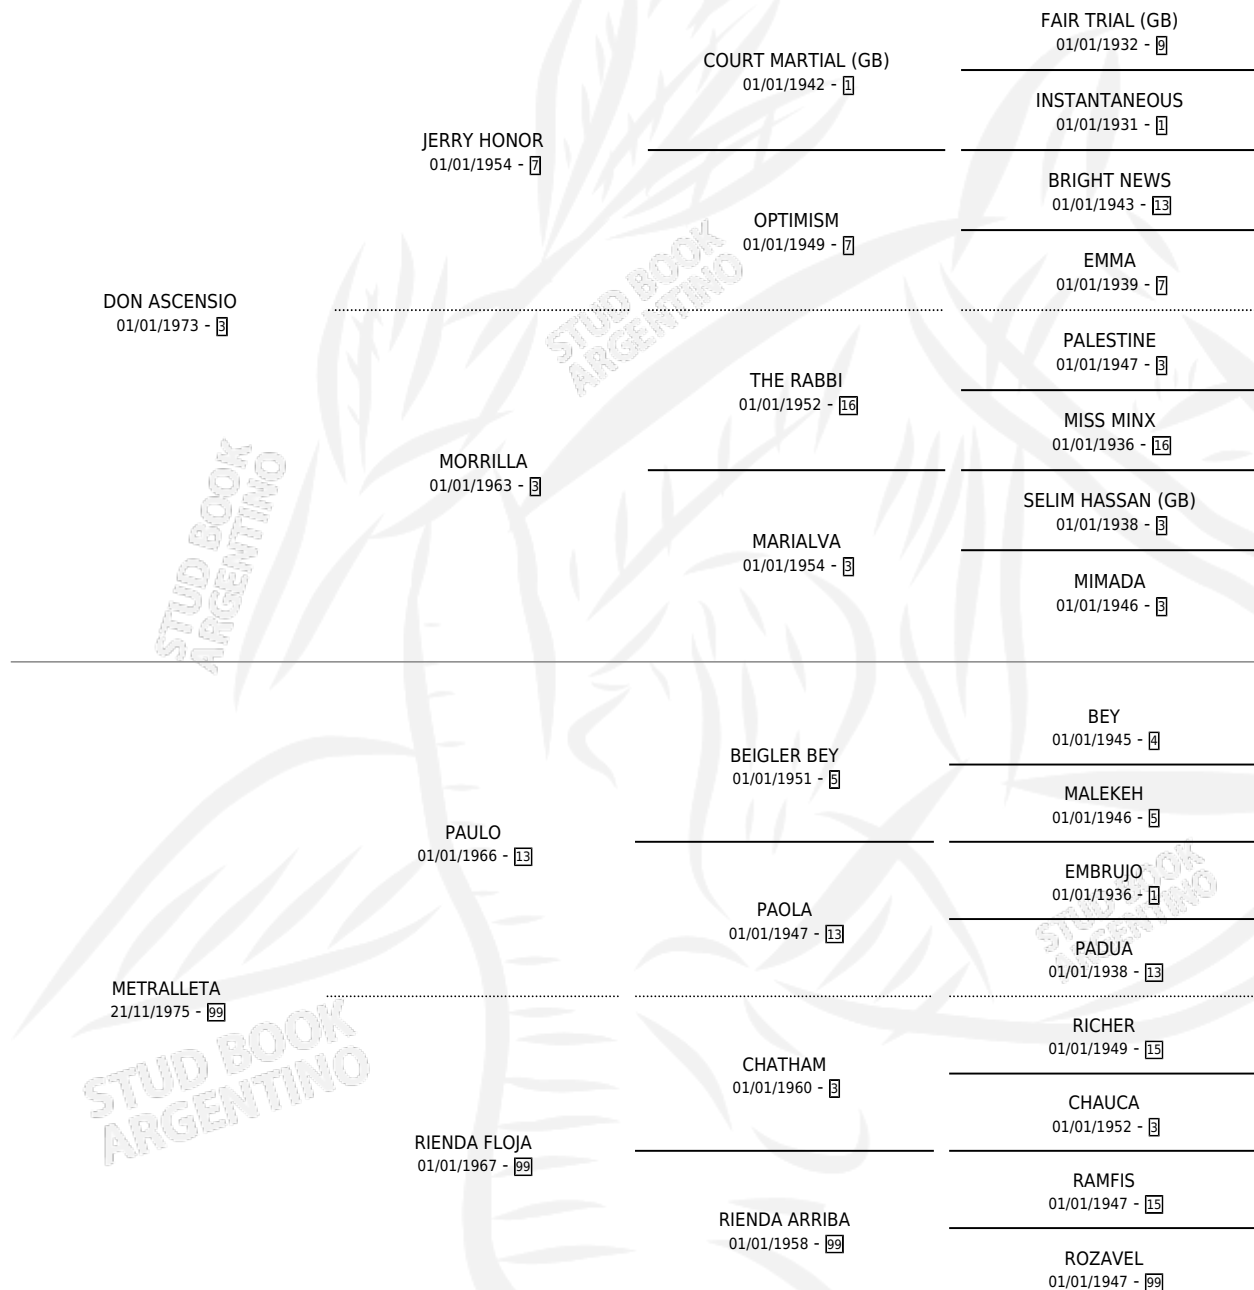 FAIR TRIAL (GB)
01/01/1932 - 9
COURT MARTIAL (GB)
01/01/1942 - 1
INSTANTANEOUS
01/01/1931 - 1
JERRY HONOR
01/01/1954 - 7
BRIGHT NEWS
01/01/1943 - 13
OPTIMISM
01/01/1949 - 7
EMMA
01/01/1939 - 7
DON ASCENSIO
01/01/1973 - 3
PALESTINE
01/01/1947 - 3
THE RABBI
01/01/1952 - 16
MISS MINX
01/01/1936 - 16
MORRILLA
01/01/1963 - 3
SELIM HASSAN (GB)
01/01/1938 - 3
MARIALVA
01/01/1954 - 3
MIMADA
01/01/1946 - 3
BEY
01/01/1945 - 4
BEIGLER BEY
01/01/1951 - 5
MALEKEH
01/01/1946 - 5
PAULO
01/01/1966 - 13
EMBRUJO
01/01/1936 - 1
PAOLA
01/01/1947 - 13
PADUA
01/01/1938 - 13
METRALLETA
21/11/1975 - 99
RICHER
01/01/1949 - 15
CHATHAM
01/01/1960 - 3
CHAUCA
01/01/1952 - 3
RIENDA FLOJA
01/01/1967 - 99
RAMFIS
01/01/1947 - 15
RIENDA ARRIBA
01/01/1958 - 99
ROZAVEL
01/01/1947 - 99
STUD BOOK
ARGENTINO
STUD BOOK
ARGENTINO
STUD BOOK
ARGENTINO
STUD BOOK
ARGENTINO